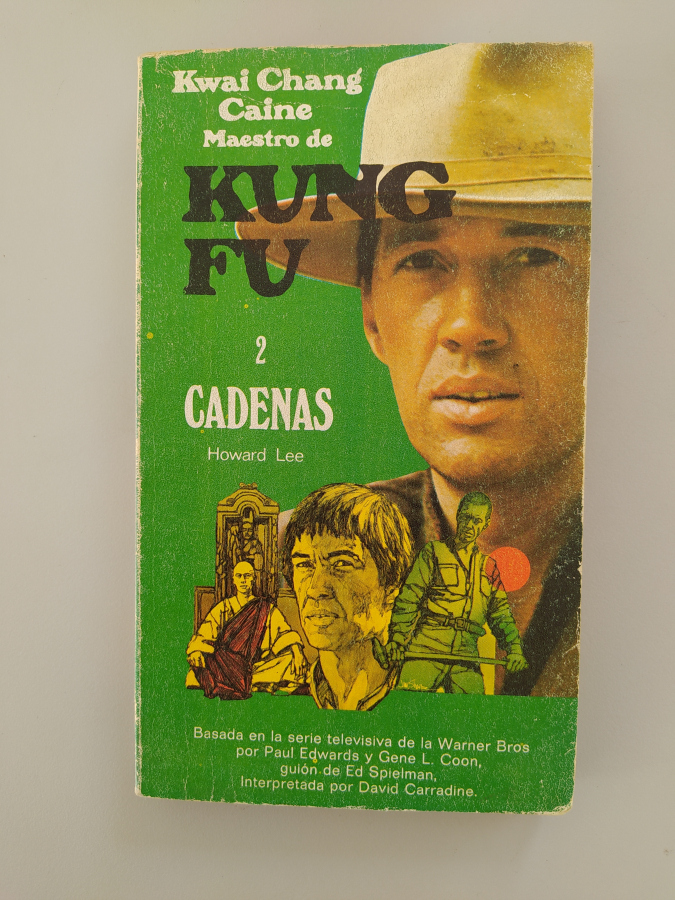 Kwai Chang
Caine
Maestro de
KUNG
FU
2
CADENAS
Howard Lee
Basada en la serie televisiva de la Warner Bros
por Paul Edwards y Gene L. Coon,
guión de Ed Spielman,
Interpretada por David Carradine.